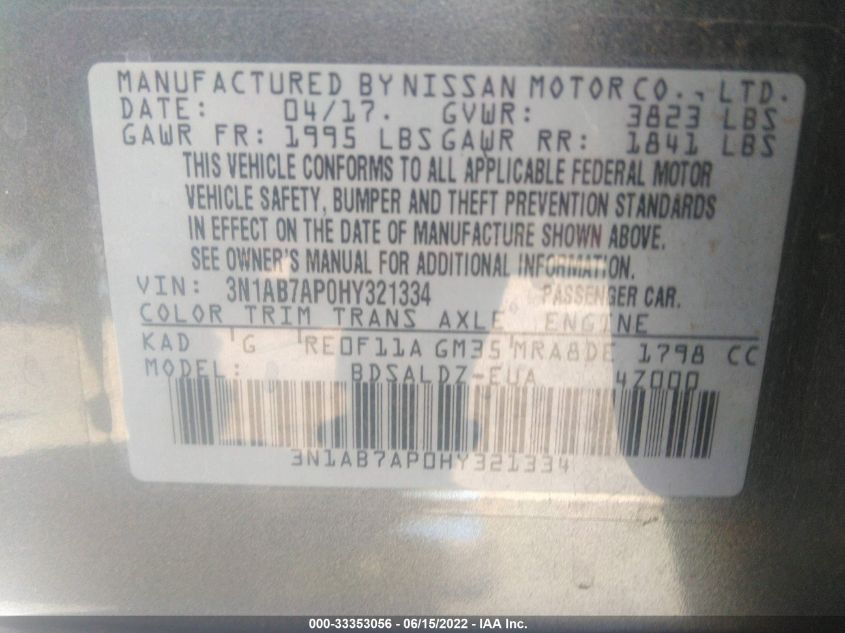 MANUFACTURED BY NISSAN MOTOR CO., LTD.
DATE: 04/17. GVWR: 3823 LBS
GAWR FR: 1995 LBS GAWR RR: 1841 LBS
THIS VEHICLE CONFORMS TO ALL APPLICABLE FEDERAL MOTOR
VEHICLE SAFETY, BUMPER AND THEFT PREVENTION STANDARDS
IN EFFECT ON THE DATE OF MANUFACTURE SHOWN ABOVE.
SEE OWNER'S MANUAL FOR ADDITIONAL INFORMATION.
VIN: 3N1AB7AP0HY321334 PASSENGER CAR.
COLOR TRIM TRANS AXLE ENGINE
KAD G RE0F11A GM35 MRA8DE 1798 CC
MODEL: BDSALDZ-EUA 4Z000
3N1AB7AP0HY321334
000-33353056 - 06/15/2022 - IAA Inc.